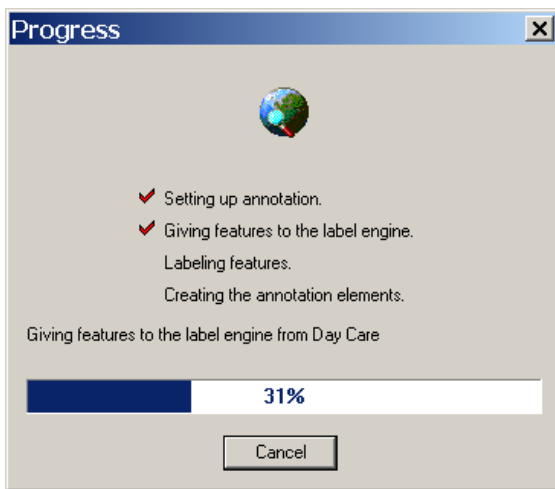 Progress
Setting up annotation.
Giving features to the label engine.
Labeling features.
Creating the annotation elements.
Giving features to the label engine from Day Care
31%
Cancel